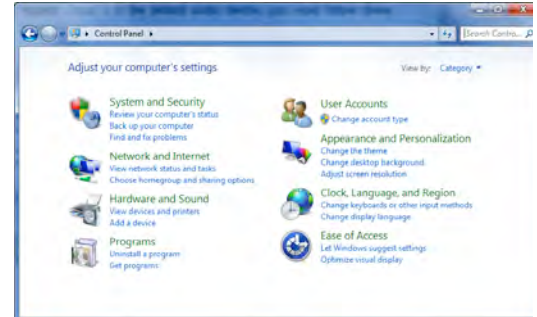 Control Panel
Search Contro...
Adjust your computer's settings
View by: Category
System and Security
Review your computer's status
Back up your computer
Find and fix problems
Network and Internet
View network status and tasks
Choose homegroup and sharing options
Hardware and Sound
View devices and printers
Add a device
Programs
Uninstall a program
Get programs
User Accounts
Change account type
Appearance and Personalization
Change the theme
Change desktop background
Adjust screen resolution
Clock, Language, and Region
Change keyboards or other input methods
Change display language
Ease of Access
Let Windows suggest settings
Optimize visual display